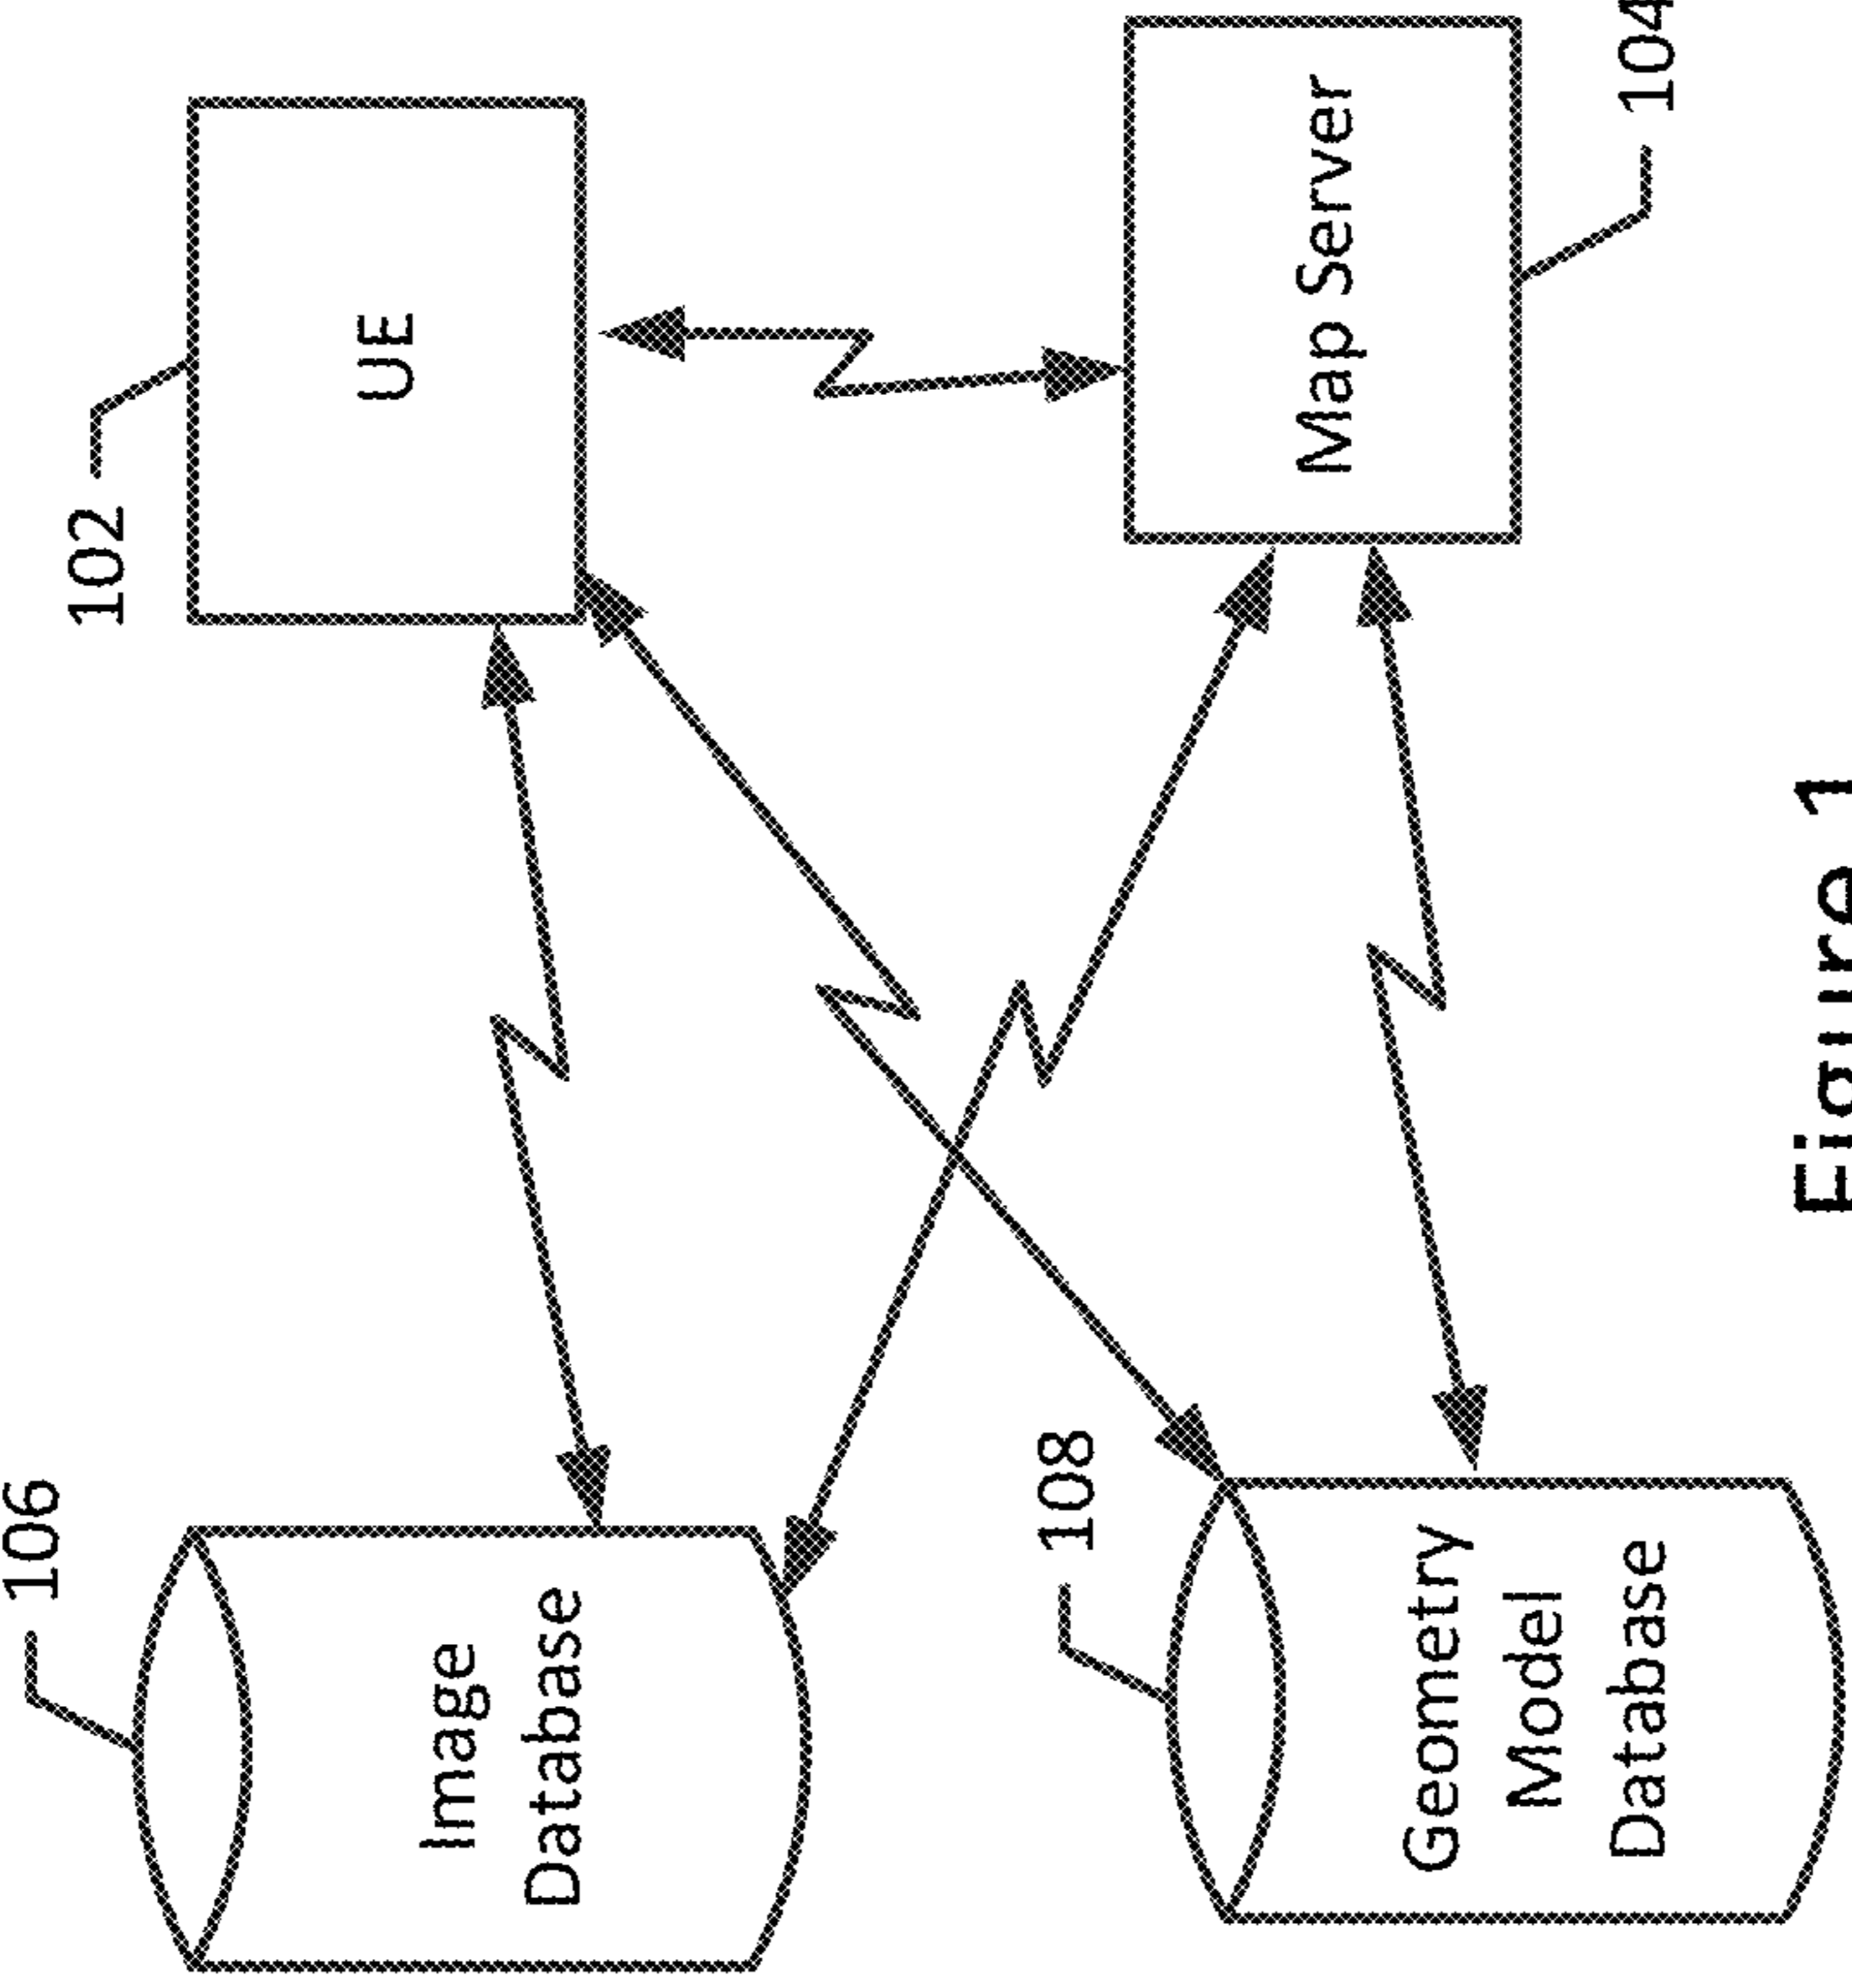 106
Image
Database
102
UE
108
Geometry
Model
Database
Map Server
104
Figure 1